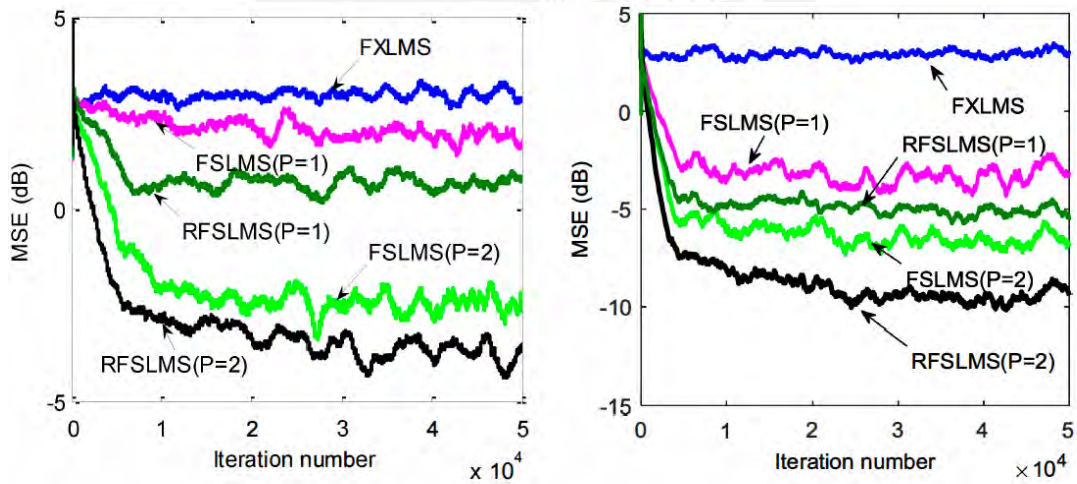 5
FXLMS
FSLMS(P=1)
RFSLMS(P=1)
FSLMS(P=2)
RFSLMS(P=2)
0
-5
MSE (dB)
0
1
2
3
4
5
Iteration number
x 10^4
5
FXLMS
FSLMS(P=1)
RFSLMS(P=1)
FSLMS(P=2)
RFSLMS(P=2)
0
-5
-10
-15
MSE (dB)
0
1
2
3
4
5
Iteration number
× 10^4